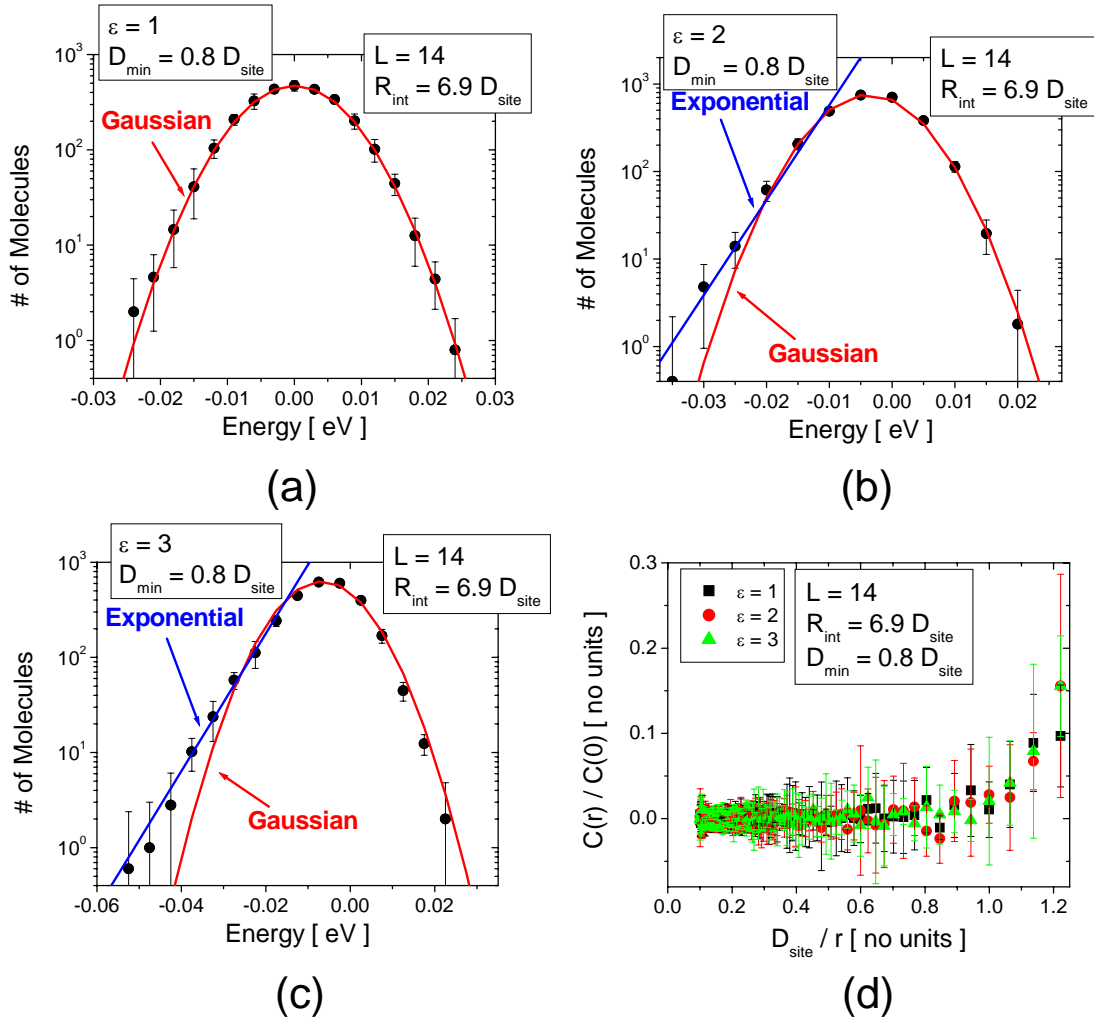 ε = 1
D_min = 0.8 D_site
L = 14
R_int = 6.9 D_site
Gaussian
10^3
10^2
10^1
10^0
# of Molecules
-0.03 -0.02 -0.01 0.00 0.01 0.02 0.03
Energy [ eV ]
(a)
ε = 2
D_min = 0.8 D_site
L = 14
R_int = 6.9 D_site
Exponential
Gaussian
10^3
10^2
10^1
10^0
# of Molecules
-0.03 -0.02 -0.01 0.00 0.01 0.02
Energy [ eV ]
(b)
ε = 3
D_min = 0.8 D_site
L = 14
R_int = 6.9 D_site
Exponential
Gaussian
10^3
10^2
10^1
10^0
# of Molecules
-0.06 -0.04 -0.02 0.00 0.02
Energy [ eV ]
(c)
ε = 1
ε = 2
ε = 3
L = 14
R_int = 6.9 D_site
D_min = 0.8 D_site
0.3
0.2
0.1
0.0
C(r) / C(0) [ no units ]
0.0 0.2 0.4 0.6 0.8 1.0 1.2
D_site / r [ no units ]
(d)